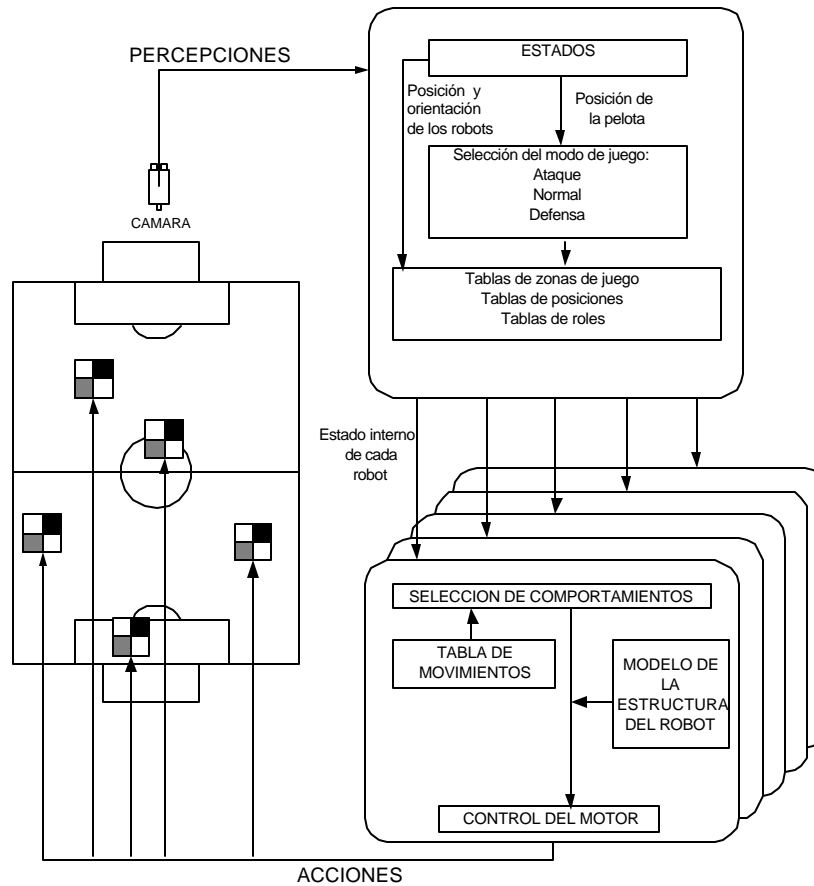 PERCEPCIONES
ESTADOS
Posición y
orientación
de los robots
Posición de
la pelota
Selección del modo de juego:
Ataque
Normal
Defensa
CAMARA
Tablas de zonas de juego
Tablas de posiciones
Tablas de roles
Estado interno
de cada
robot
SELECCION DE COMPORTAMIENTOS
TABLA DE
MOVIMIENTOS
MODELO DE
LA
ESTRUCTURA
DEL ROBOT
CONTROL DEL MOTOR
ACCIONES